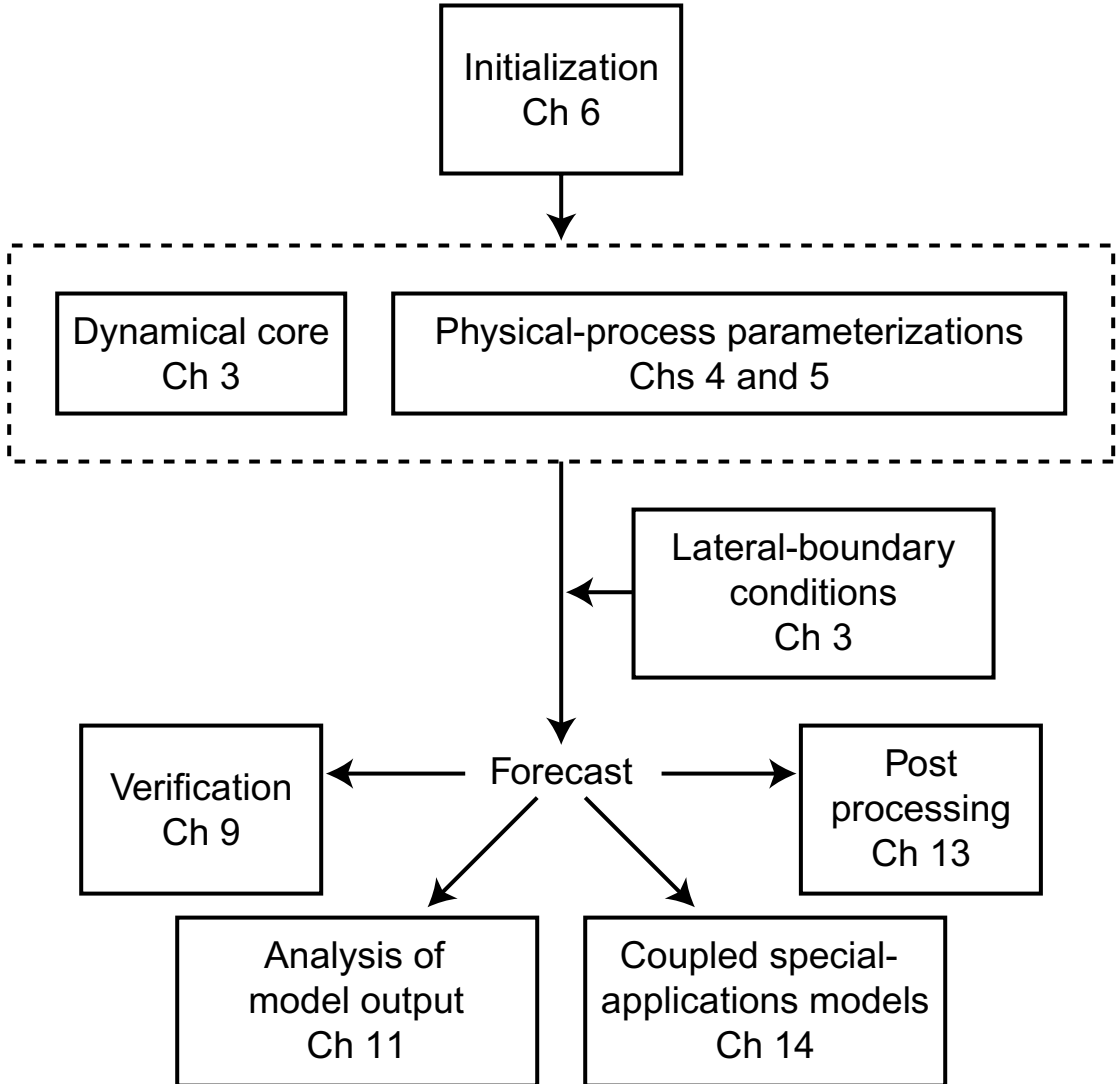 Initialization
Ch 6
Dynamical core
Ch 3
Physical-process parameterizations
Chs 4 and 5
Lateral-boundary
conditions
Ch 3
Forecast
Verification
Ch 9
Post
processing
Ch 13
Analysis of
model output
Ch 11
Coupled special-
applications models
Ch 14